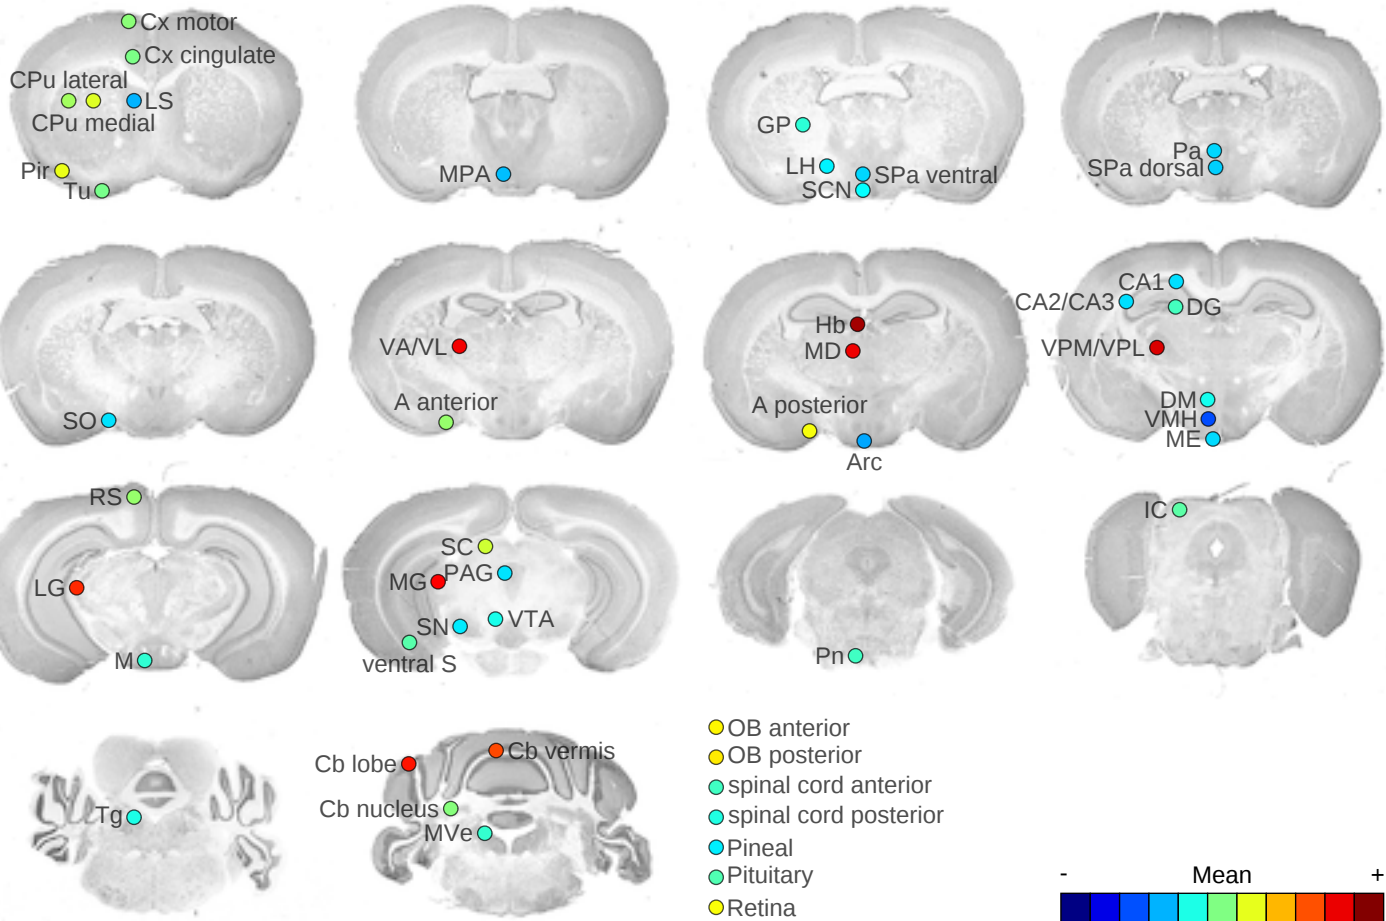 Cx motor
Cx cingulate
CPu lateral
LS
CPu medial
Pir
Tu
MPA
GP
LH
SPa ventral
SCN
Pa
SPa dorsal
SO
VA/VL
A anterior
Hb
MD
A posterior
Arc
CA1
CA2/CA3
DG
VPM/VPL
DM
VMH
ME
RS
LG
M
SC
MG
PAG
SN
VTA
ventral S
Pn
IC
Tg
Cb lobe
Cb vermis
Cb nucleus
MVe
OB anterior
OB posterior
spinal cord anterior
spinal cord posterior
Pineal
Pituitary
Retina
- Mean +